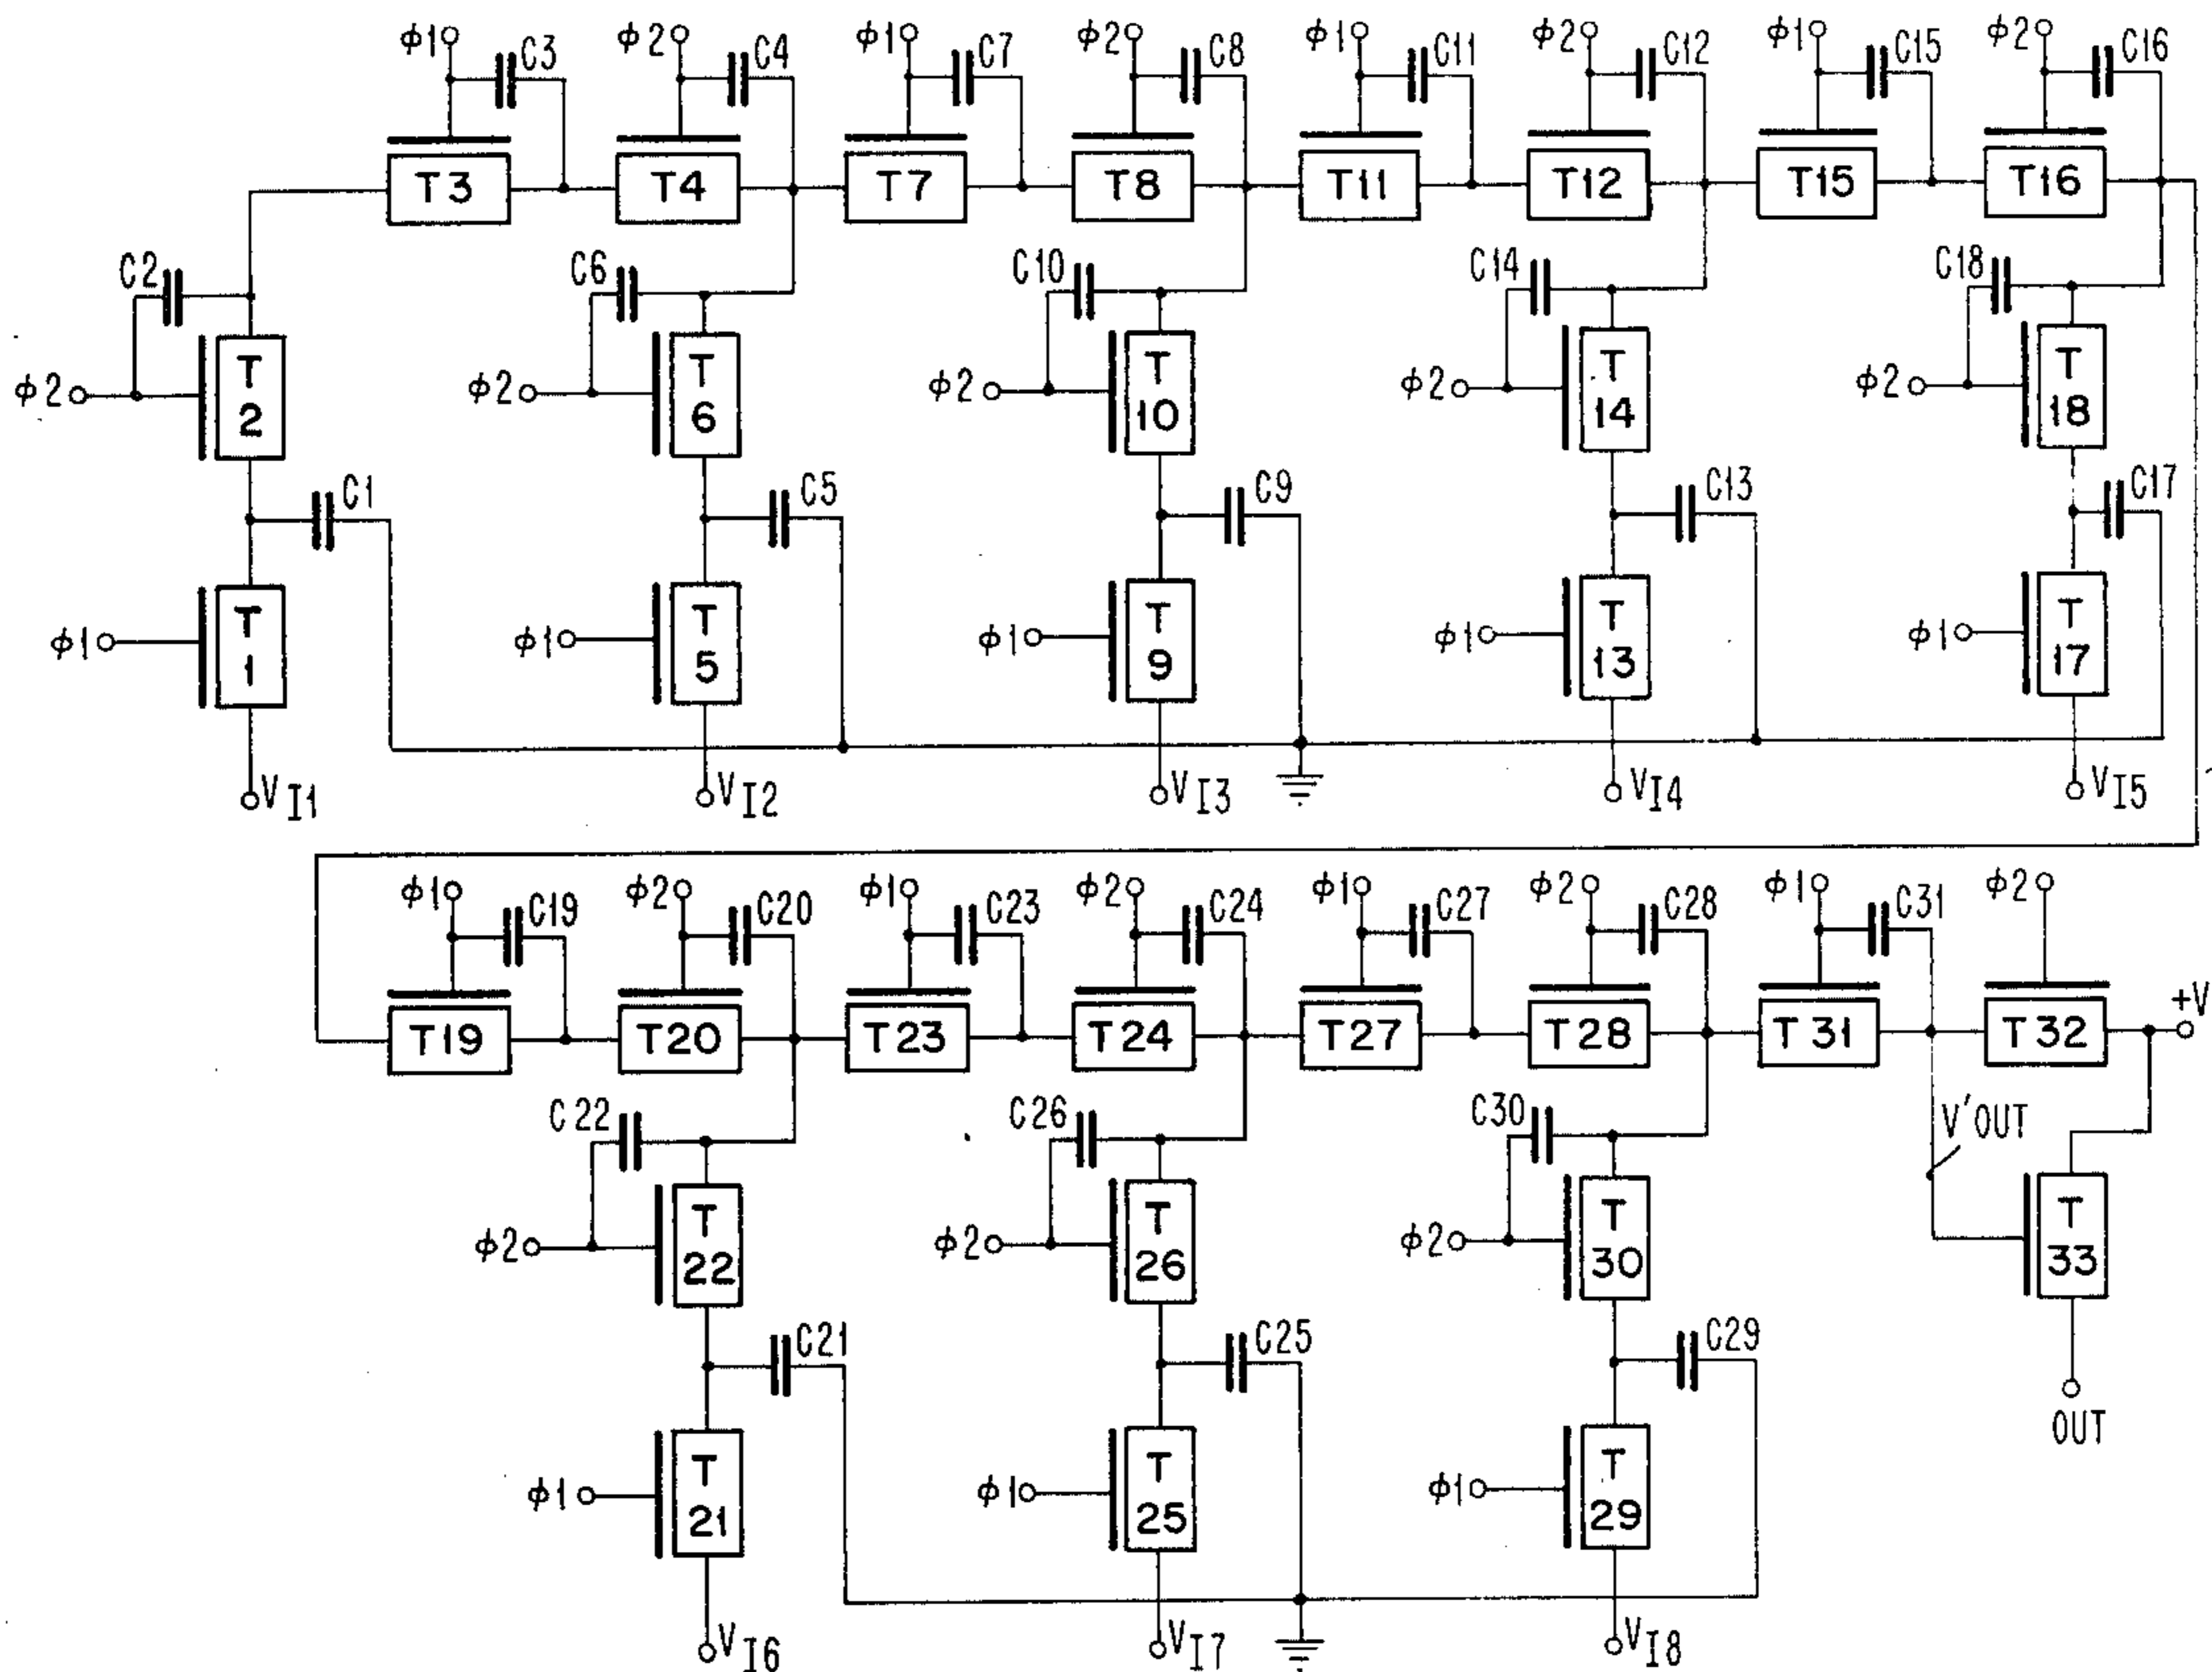 ϕ1 C3 ϕ2 C4 ϕ1 C7 ϕ2 C8 ϕ1 C11 ϕ2 C12 ϕ1 C15 ϕ2 C16
T3 T4 T7 T8 T11 T12 T15 T16
C2 C6 C10 C14 C18
ϕ2 T 2 ϕ2 T 6 ϕ2 T 10 ϕ2 T 14 ϕ2 T 18
C1 C5 C9 C13 C17
ϕ1 T 1 ϕ1 T 5 ϕ1 T 9 ϕ1 T 13 ϕ1 T 17
VI1 VI2 VI3 VI4 VI5
ϕ1 C19 ϕ2 C20 ϕ1 C23 ϕ2 C24 ϕ1 C27 ϕ2 C28 ϕ1 C31 ϕ2
T19 T20 T23 T24 T27 T28 T31 T32 +V
C22 C26 C30 V'OUT
ϕ2 T 22 ϕ2 T 26 ϕ2 T 30 T 33
C21 C25 C29
OUT
ϕ1 T 21 ϕ1 T 25 ϕ1 T 29
VI6 VI7 VI8